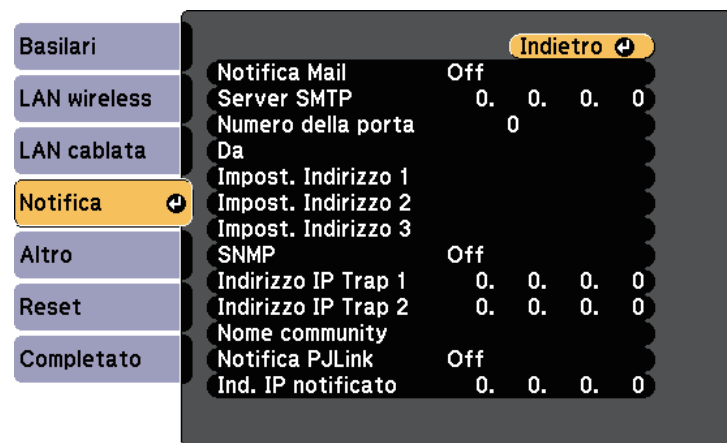 Basilari
LAN wireless
LAN cablata
Notifica
Altro
Reset
Completato
Indietro
Notifica Mail Off
Server SMTP 0. 0. 0. 0
Numero della porta 0
Da
Impost. Indirizzo 1
Impost. Indirizzo 2
Impost. Indirizzo 3
SNMP Off
Indirizzo IP Trap 1 0. 0. 0. 0
Indirizzo IP Trap 2 0. 0. 0. 0
Nome community
Notifica PJLink Off
Ind. IP notificato 0. 0. 0. 0